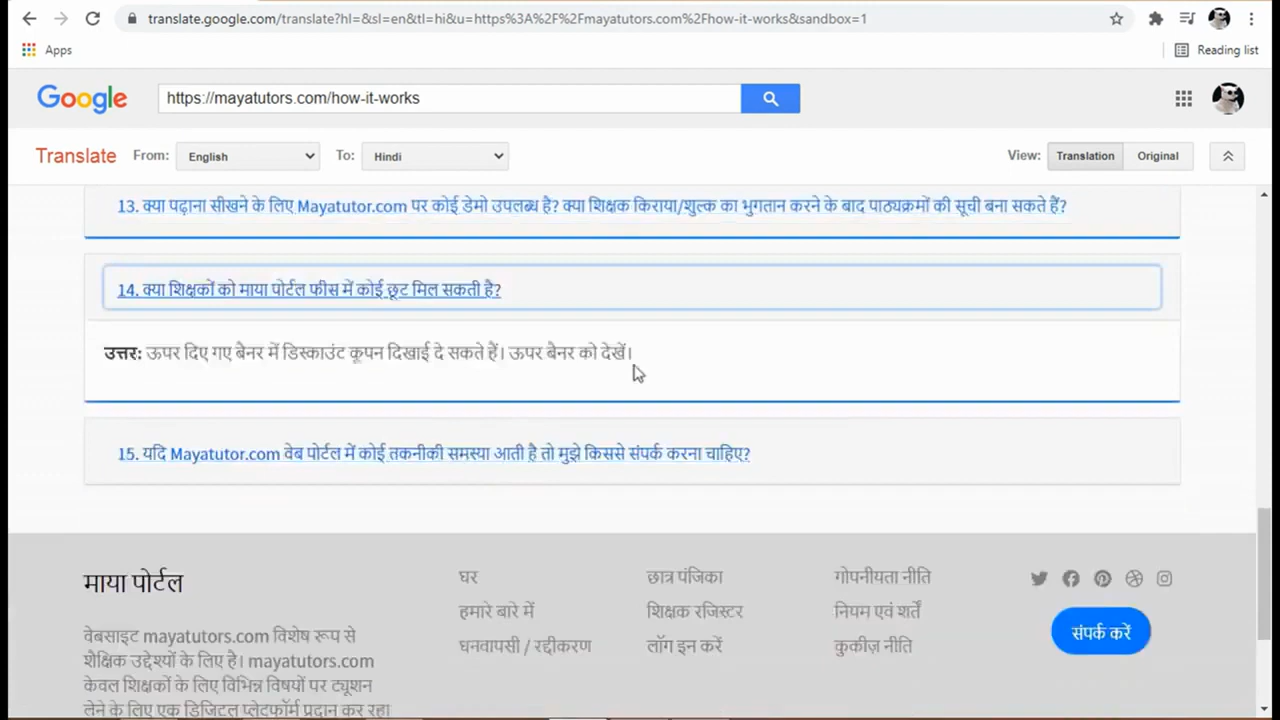 translate.google.com/translate?hl=&sl=en&tl=hi&u=https%3A%2F%2Fmayatutors.com%2Fhow-it-works&sandbox=1
Apps
Reading list
Google
https://mayatutors.com/how-it-works
Translate
From:
English
To:
Hindi
View:
Translation
Original
13. क्या पढ़ाना सीखने के लिए Mayatutor.com पर कोई डेमो उपलब्ध है? क्या शिक्षक किराया/शुल्क का भुगतान करने के बाद पाठ्यक्रमों की सूची बना सकते हैं?
14. क्या शिक्षकों को माया पोर्टल फीस में कोई छूट मिल सकती है?
उत्तर: ऊपर दिए गए बैनर में डिस्काउंट कूपन दिखाई दे सकते हैं। ऊपर बैनर को देखें।
15. यदि Mayatutor.com वेब पोर्टल में कोई तकनीकी समस्या आती है तो मुझे किससे संपर्क करना चाहिए?
माया पोर्टल
वेबसाइट mayatutors.com विशेष रूप से
शैक्षिक उद्देश्यों के लिए है। mayatutors.com
केवल शिक्षकों के लिए विभिन्न विषयों पर ट्यूशन
लेने के लिए एक डिजिटल प्लेटफॉर्म प्रदान कर रहा
घर
हमारे बारे में
धनवापसी / रद्दीकरण
छात्र पंजिका
शिक्षक रजिस्टर
लॉग इन करें
गोपनीयता नीति
नियम एवं शर्तें
कुकीज़ नीति
संपर्क करें